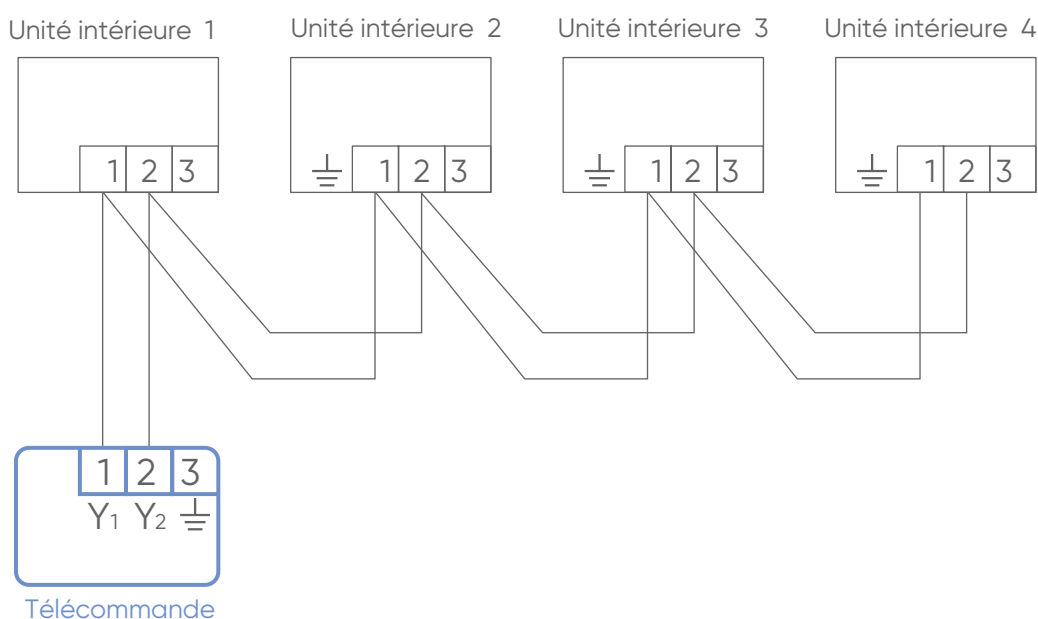 Unité intérieure 1 Unité intérieure 2 Unité intérieure 3 Unité intérieure 4
1 2 3 1 2 3 1 2 3 1 2 3
1 2 3
Y1 Y2
Télécommande